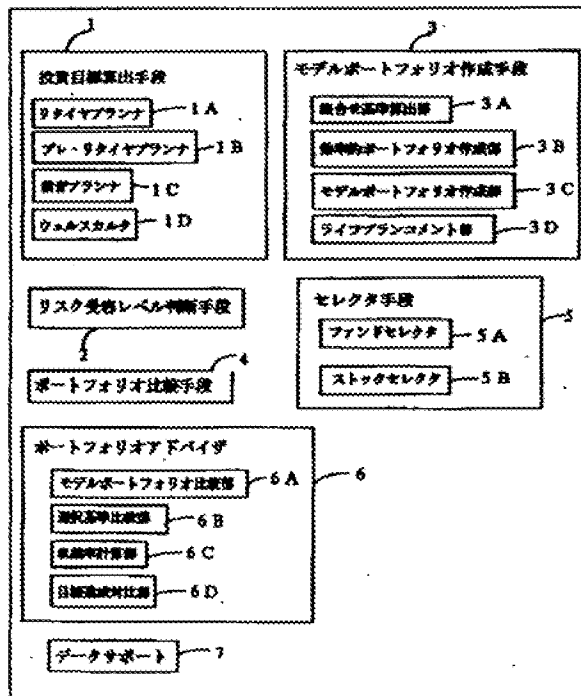 1
投資目標算出手段
リタイヤプランナ 1A
プレ・リタイヤプランナ 1B
教育プランナ 1C
ウェルスカルク 1D
3
モデルポートフォリオ作成手段
統合化基準算出部 3A
効率的ポートフォリオ作成部 3B
モデルポートフォリオ作成部 3C
ライフプランコメント部 3D
リスク受容レベル判断手段
2
ポートフォリオ比較手段
4
セレクタ手段
5
ファンドセレクタ
5A
ストックセレクタ
5B
ポートフォリオアドバイザ
6
モデルポートフォリオ比較部 6A
選択基準比較部 6B
収益率計算部 6C
目標達成対比部 6D
データサポート 7